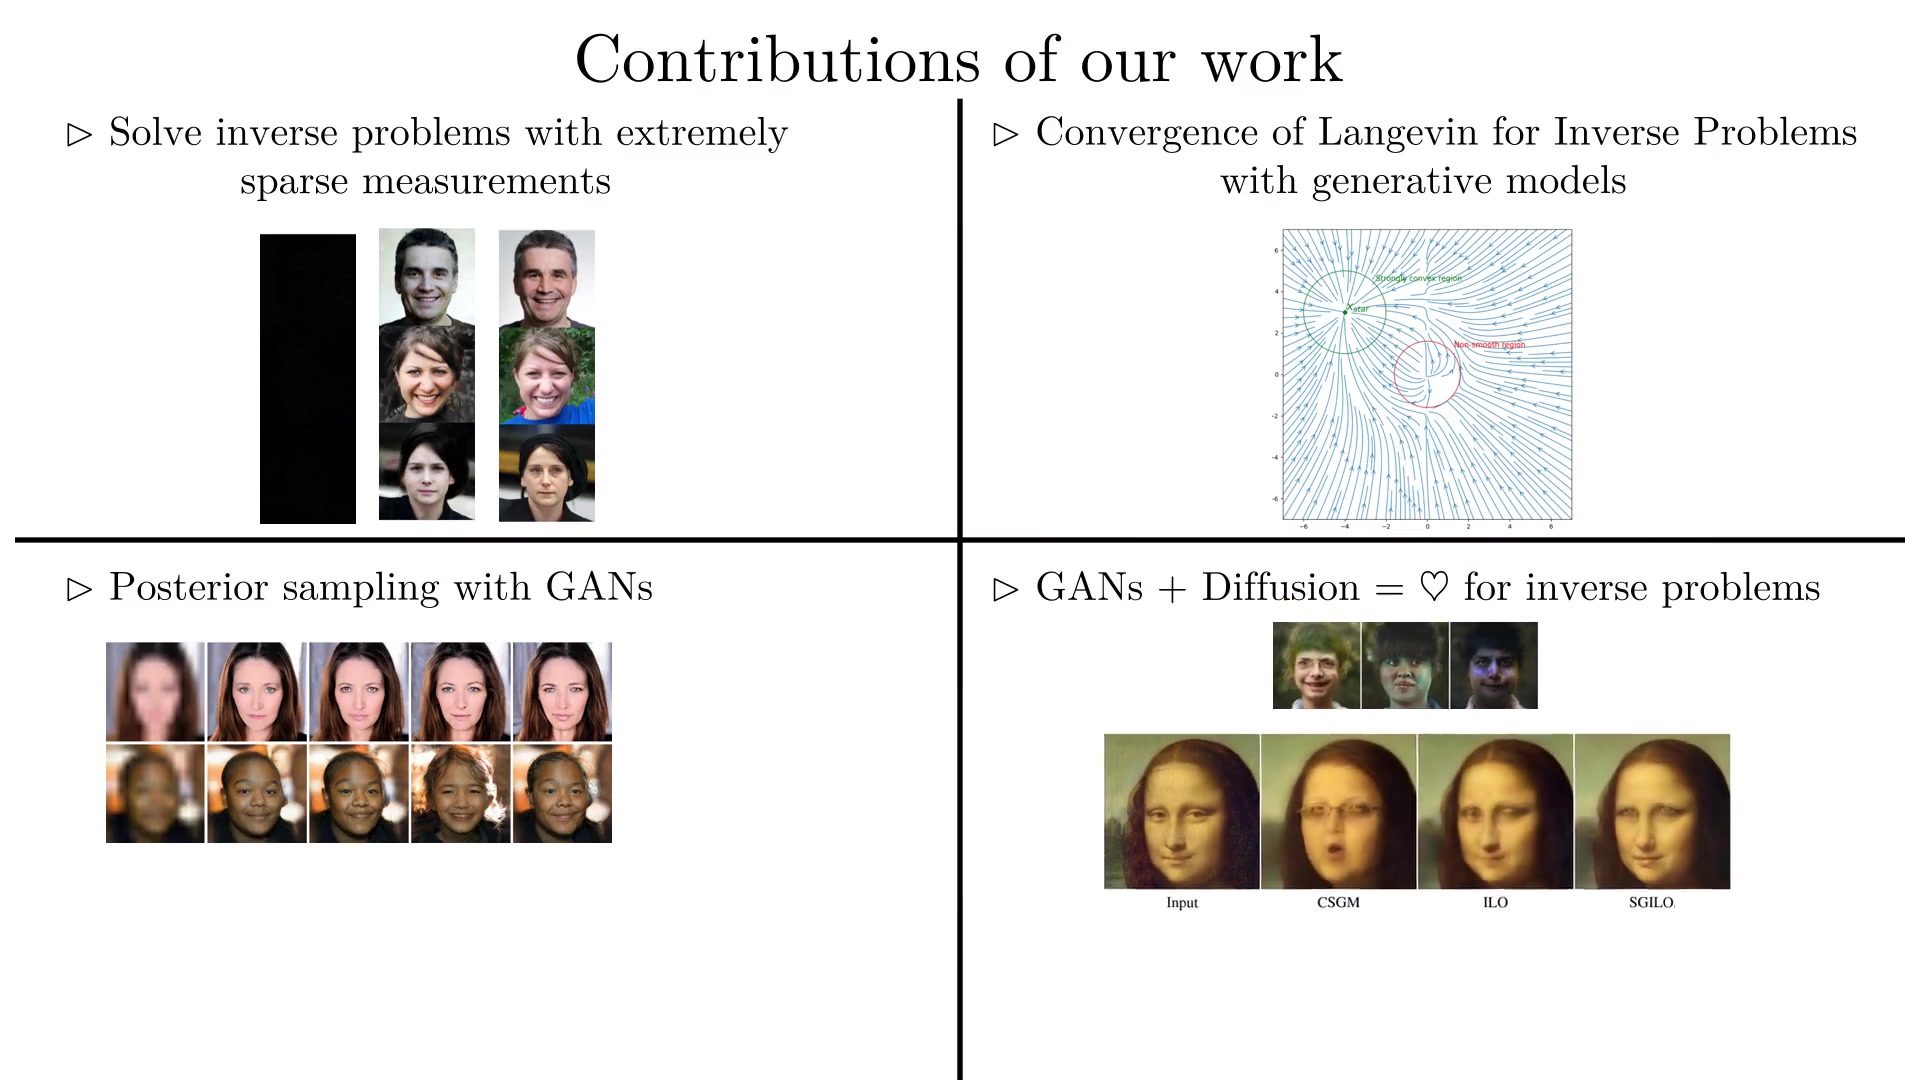 Contributions of our work
▷ Solve inverse problems with extremely
sparse measurements
▷ Convergence of Langevin for Inverse Problems
with generative models
6
4
2
0
-2
-4
-6
Strongly convex region
x_star
Non-smooth region
-6 -4 -2 0 2 4 6
▷ Posterior sampling with GANs
▷ GANs + Diffusion = ♡ for inverse problems
Input CSGM ILO SGILO.